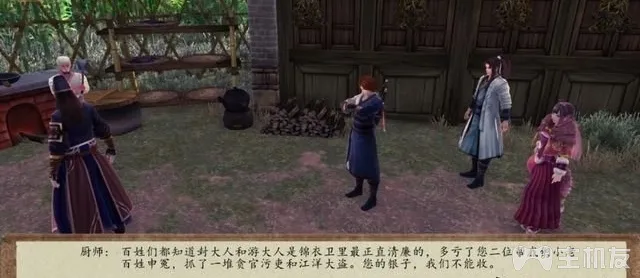 厨师： 百姓们都知道封大人和游大人是锦衣卫里最正直清廉的，多亏了您二位
百姓申冤，抓了一堆贪官污吏和江洋大盗。您的银子，我们不能收。
主机友